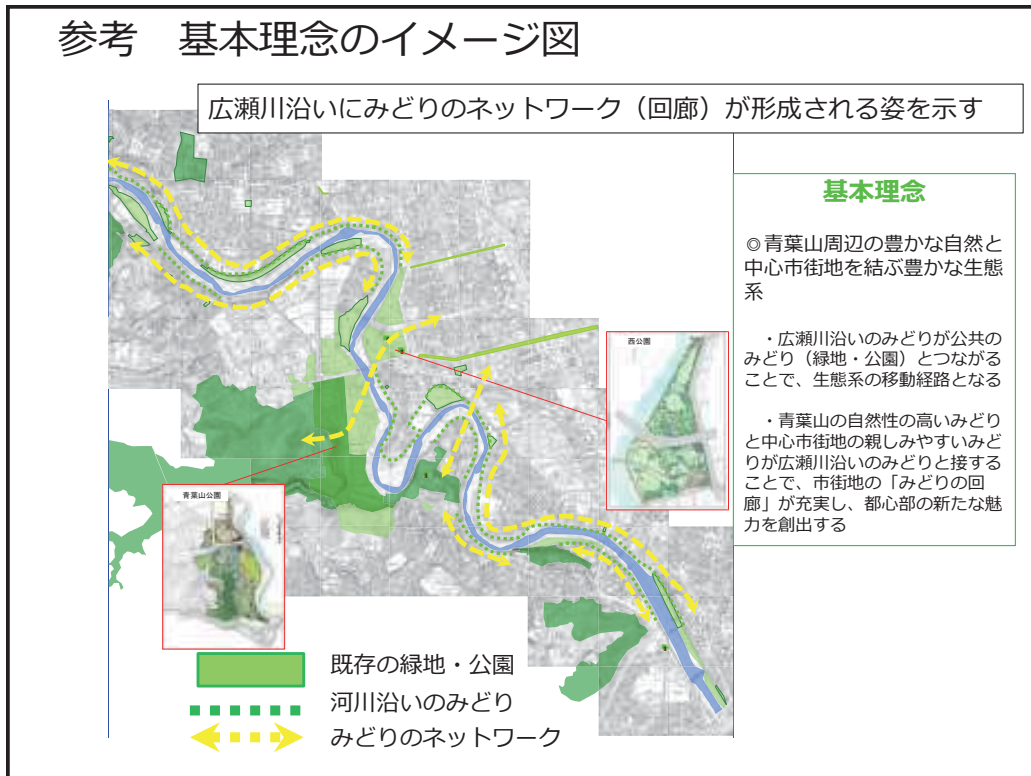 参考　基本理念のイメージ図
広瀬川沿いにみどりのネットワーク（回廊）が形成される姿を示す
基本理念
◎青葉山周辺の豊かな自然と
中心市街地を結ぶ豊かな生態
系
・広瀬川沿いのみどりが公共の
みどり（緑地・公園）とつながる
ことで、生態系の移動経路となる
・青葉山の自然性の高いみどり
と中心市街地の親しみやすいみど
りが広瀬川沿いのみどりと接する
ことで、市街地の「みどりの回
廊」が充実し、都心部の新たな魅
力を創出する
西公園
青葉山公園
既存の緑地・公園
河川沿いのみどり
みどりのネットワーク